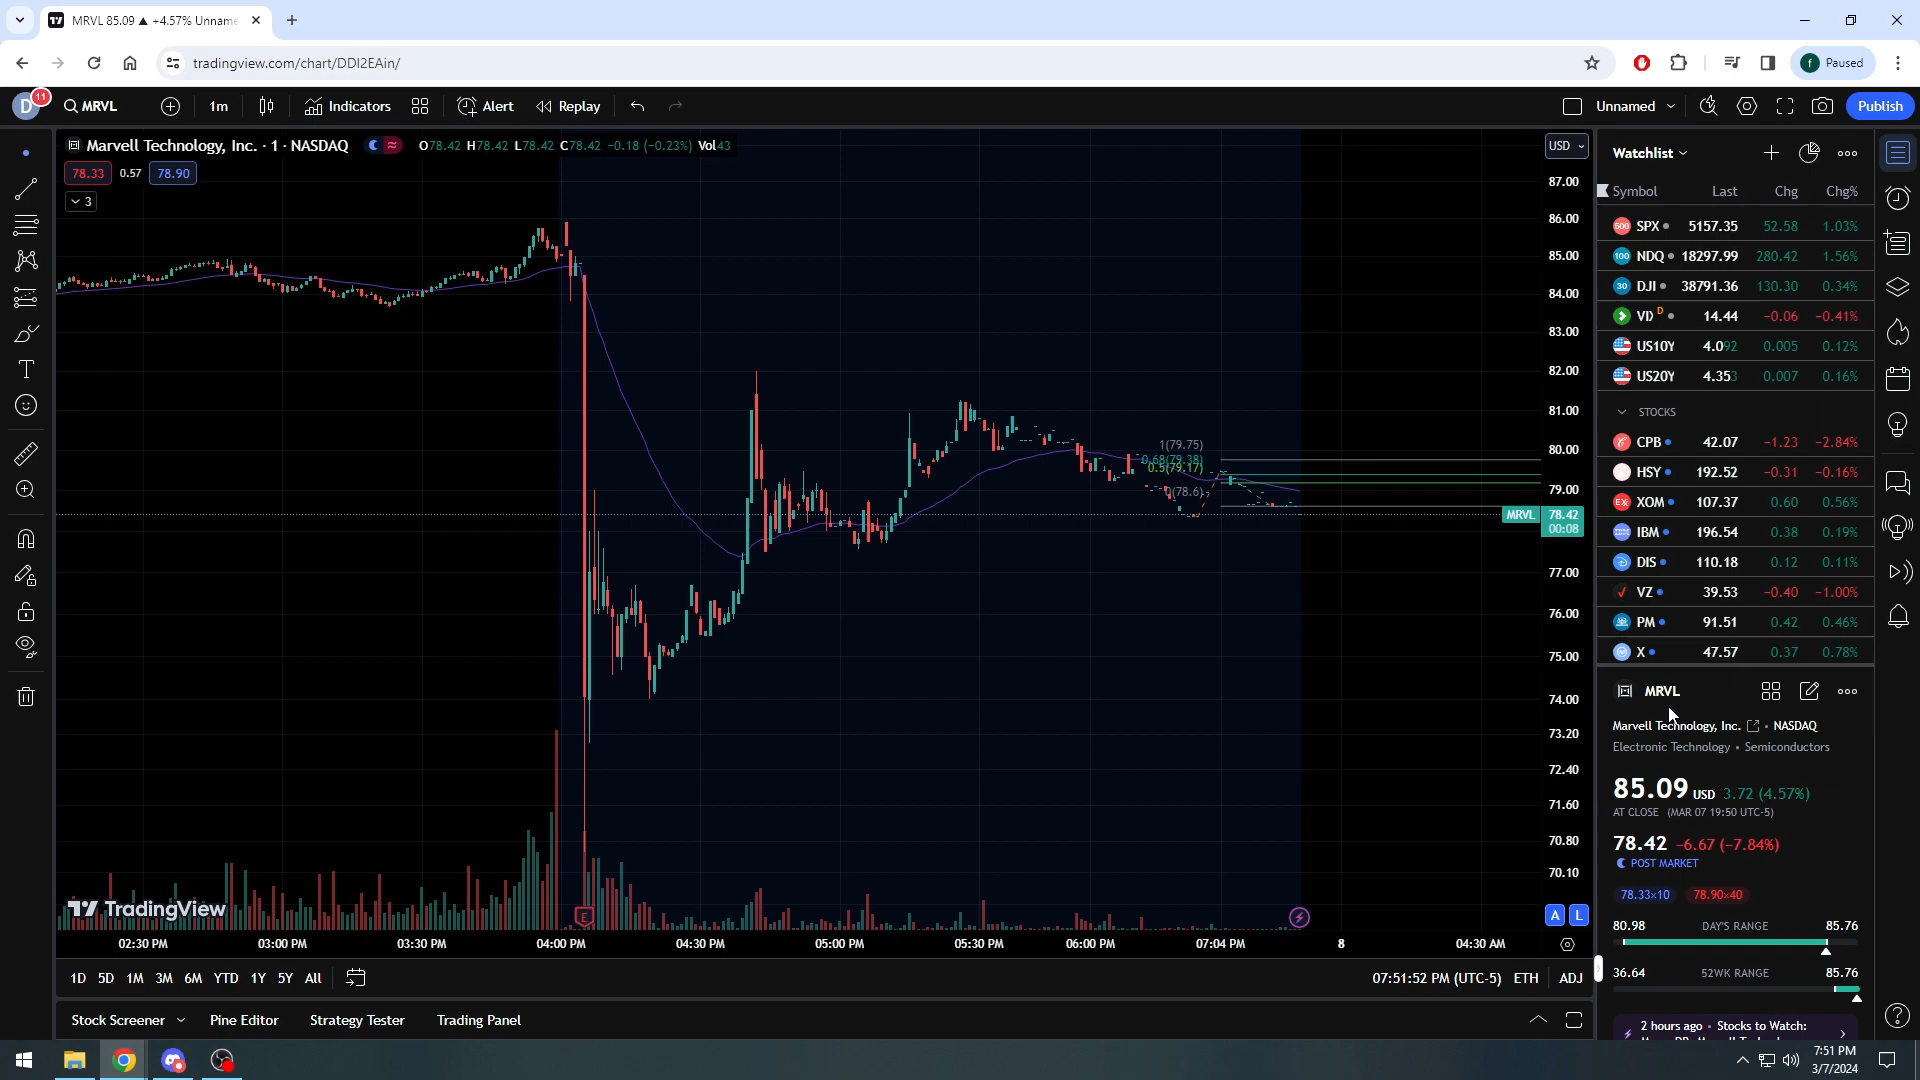 MRVL 85.09 ▲ +4.57% Unname
tradingview.com/chart/DDI2EAin/
Paused
D
11
MRVL
1m
Indicators
Alert
Replay
Unnamed
Publish
Marvell Technology, Inc. · 1 · NASDAQ
O78.42 H78.42 L78.42 C78.42 -0.18 (-0.23%) Vol43
78.33
0.57
78.90
3
USD
87.00
86.00
85.00
84.00
83.00
82.00
81.00
80.00
79.00
MRVL
78.42
00:08
77.00
76.00
75.00
74.00
73.20
72.40
71.60
70.80
70.10
1(79.75)
0.68(79.38)
0.5(79.17)
0(78.6)
E
TradingView
A
L
02:30 PM
03:00 PM
03:30 PM
04:00 PM
04:30 PM
05:00 PM
05:30 PM
06:00 PM
07:04 PM
8
04:30 AM
1D 5D 1M 3M 6M YTD 1Y 5Y All
07:51:52 PM (UTC-5) ETH ADJ
Stock Screener
Pine Editor
Strategy Tester
Trading Panel
Watchlist
Symbol Last Chg Chg%
SPX 5157.35 52.58 1.03%
NDQ 18297.99 280.42 1.56%
DJI 38791.36 130.30 0.34%
VIX D 14.44 -0.06 -0.41%
US10Y 4.092 0.005 0.12%
US20Y 4.353 0.007 0.16%
STOCKS
CPB 42.07 -1.23 -2.84%
HSY 192.52 -0.31 -0.16%
XOM 107.37 0.60 0.56%
IBM 196.54 0.38 0.19%
DIS 110.18 0.12 0.11%
VZ 39.53 -0.40 -1.00%
PM 91.51 0.42 0.46%
X 47.57 0.37 0.78%
MRVL
Marvell Technology, Inc. • NASDAQ
Electronic Technology • Semiconductors
85.09 USD 3.72 (4.57%)
AT CLOSE (MAR 07 19:50 UTC-5)
78.42 -6.67 (-7.84%)
POST MARKET
78.33×10
78.90×40
80.98 DAY'S RANGE 85.76
36.64 52WK RANGE 85.76
2 hours ago • Stocks to Watch:
7:51 PM
3/7/2024